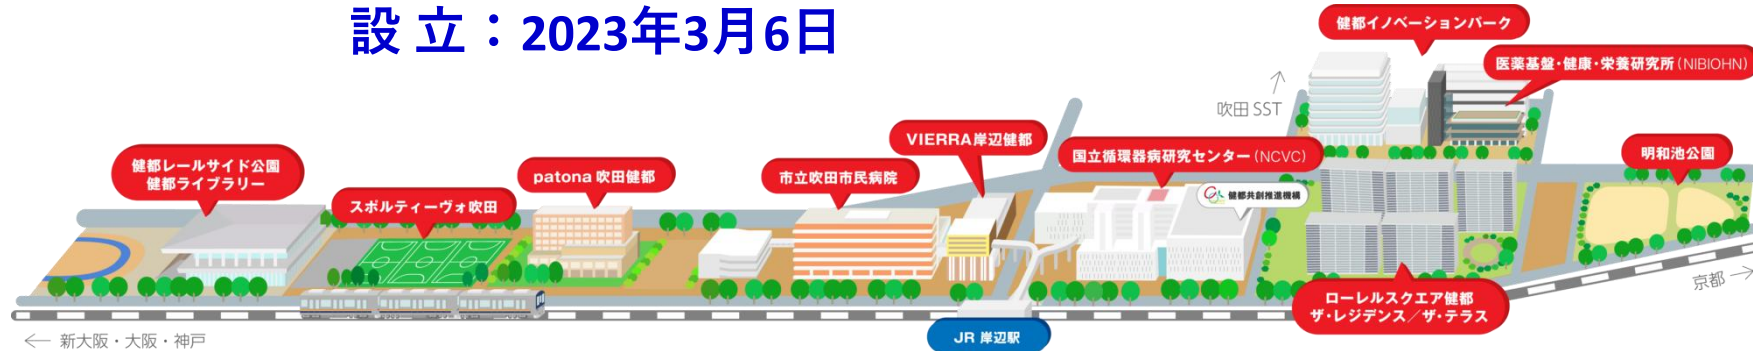 設 立：2023年3月6日
健都イノベーションパーク
医薬基盤・健康・栄養研究所(NIBIOHN)
吹田 SST
VIERRA岸辺健都
国立循環器病研究センター(NCVC)
明和池公園
健都レールサイド公園
健都ライブラリー
patona 吹田健都
市立吹田市民病院
スポルティーヴォ吹田
健都共創推進機構
ローレルスクエア健都
ザ・レジデンス／ザ・テラス
京都→
JR 岸辺駅
← 新大阪・大阪・神戸